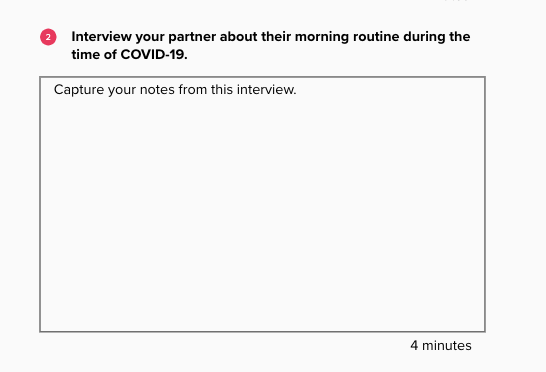 2 Interview your partner about their morning routine during the
time of COVID-19.
Capture your notes from this interview.
4 minutes